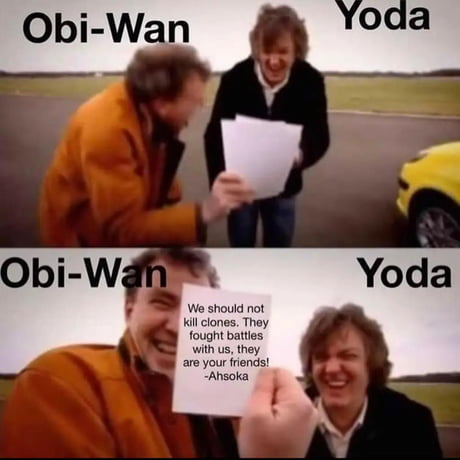 Obi-Wan
Yoda
Obi-Wan
Yoda
We should not
kill clones. They
fought battles
with us, they
are your friends!
-Ahsoka